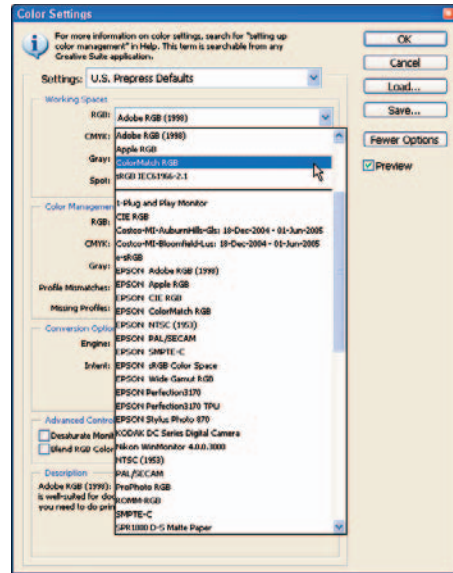 Color Settings
For more information on color settings, search for "setting up
color management" in Help. This term is searchable from any
Creative Suite application.
OK
Cancel
Load...
Save...
Fewer Options
Preview
Settings: U.S. Prepress Defaults
Working Spaces
RGB: Adobe RGB (1998)
CMYK:
Gray:
Spot:
Adobe RGB (1998)
Apple RGB
ColorMatch RGB
sRGB IEC61966-2.1
1-Plug and Play Monitor
CIE RGB
Costco-MI-AuburnHills-Gls: 18-Dec-2004 - 01-Jun-2005
Costco-MI-Bloomfield-Lus: 18-Dec-2004 - 01-Jun-2005
e-sRGB
EPSON Adobe RGB (1998)
EPSON Apple RGB
EPSON CIE RGB
EPSON ColorMatch RGB
EPSON NTSC (1953)
EPSON PAL/SECAM
EPSON SMPTE-C
EPSON sRGB Color Space
EPSON Wide Gamut RGB
EPSON Perfection3170
EPSON Perfection3170 TPU
EPSON Stylus Photo 870
KODAK DC Series Digital Camera
Nikon WinMonitor 4.0.0.3000
NTSC (1953)
PAL/SECAM
ProPhoto RGB
ROMM-RGB
SMPTE-C
SPR1800 D-S Matte Paper
Color Managemen
RGB:
CMYK:
Gray:
Profile Mismatches:
Missing Profiles:
Conversion Optio
Engine:
Intent:
Advanced Control
Desaturate Monit
Blend RGB Color
Description
Adobe RGB (1998):
is well-suited for doc
you need to do prin